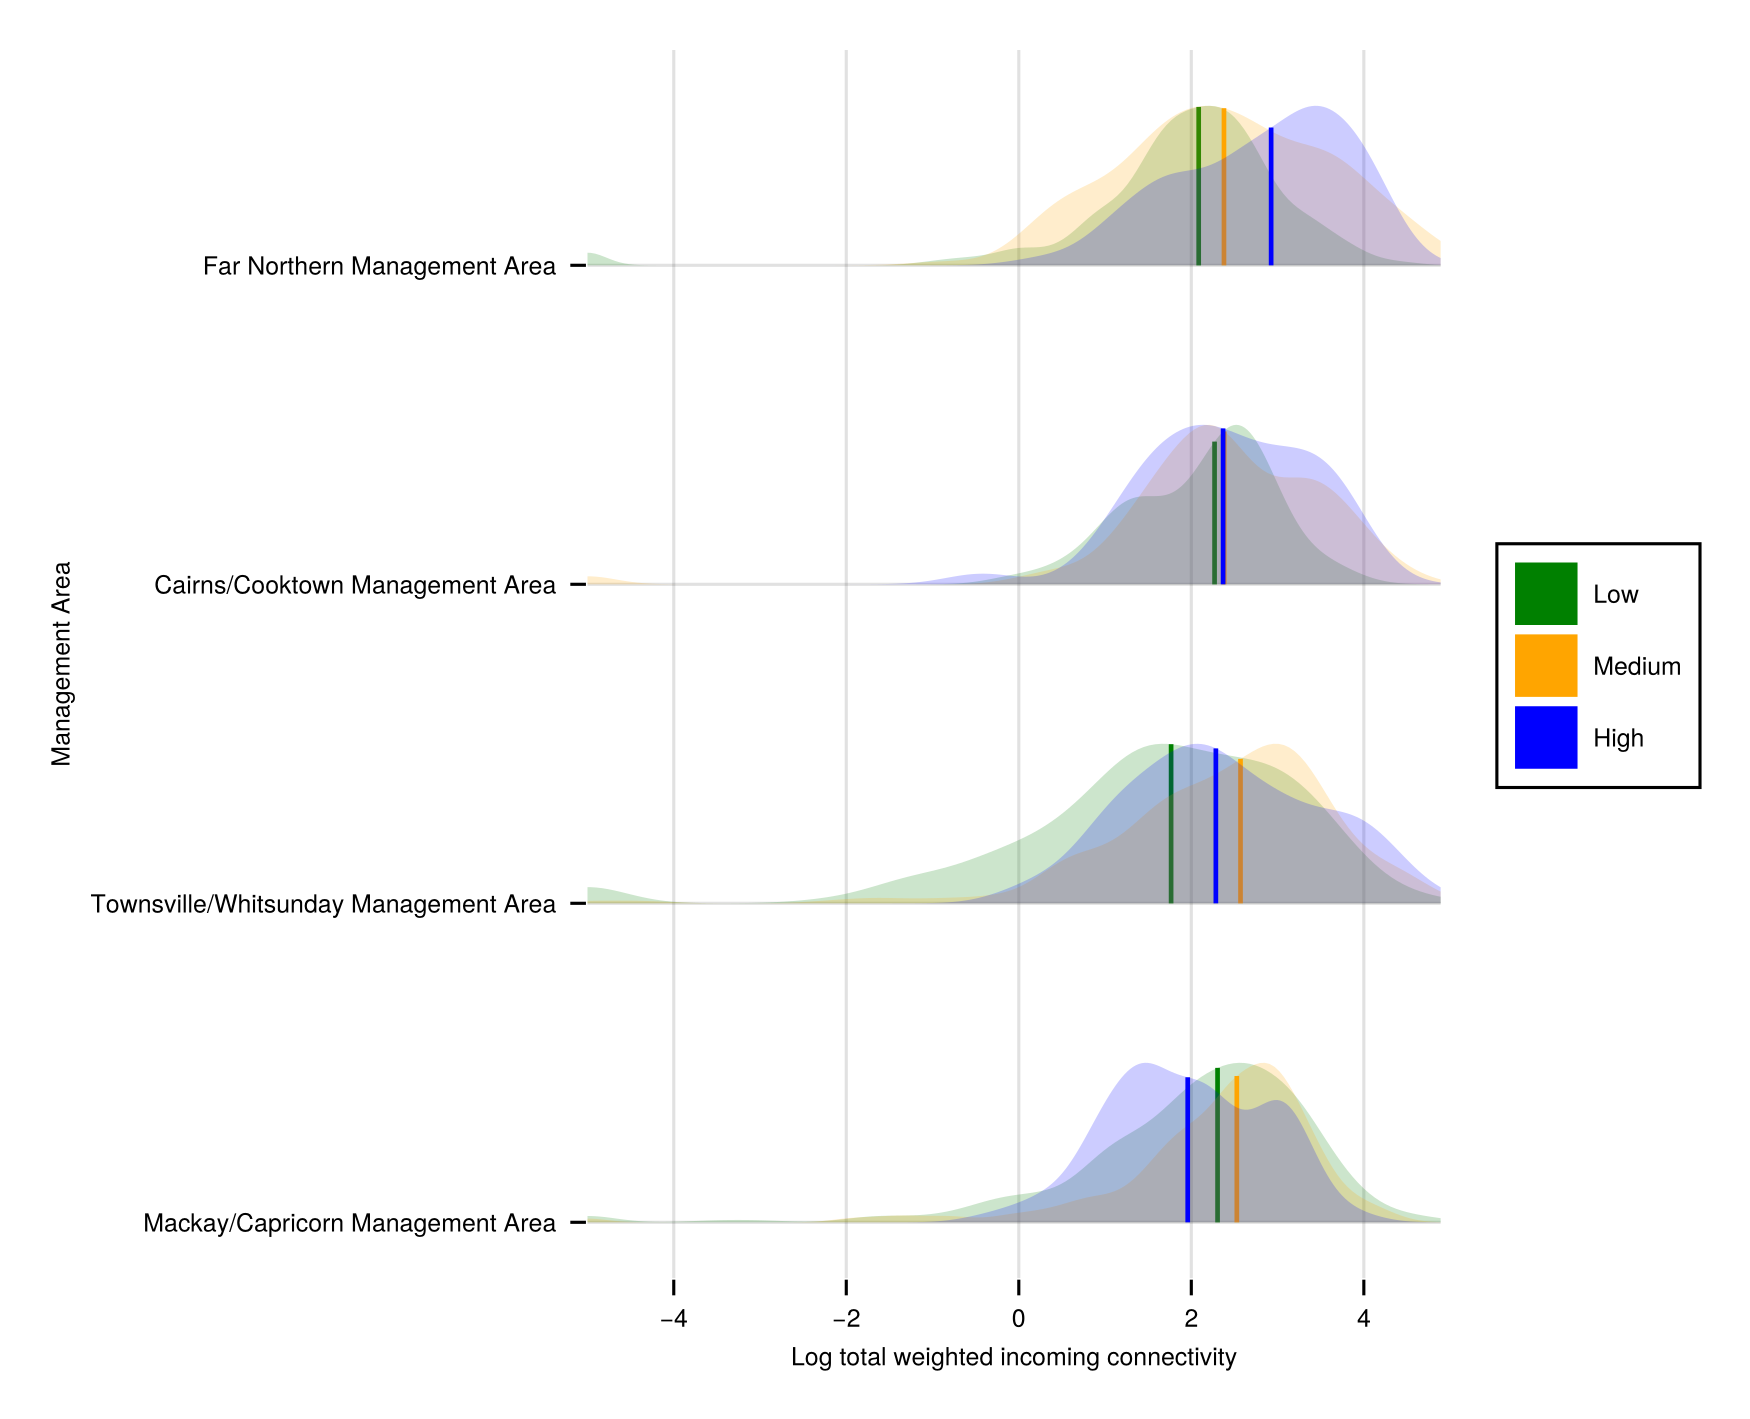 Far Northern Management Area
Cairns/Cooktown Management Area
Townsville/Whitsunday Management Area
Mackay/Capricorn Management Area
Management Area
−4
−2
0
2
4
Log total weighted incoming connectivity
Low
Medium
High